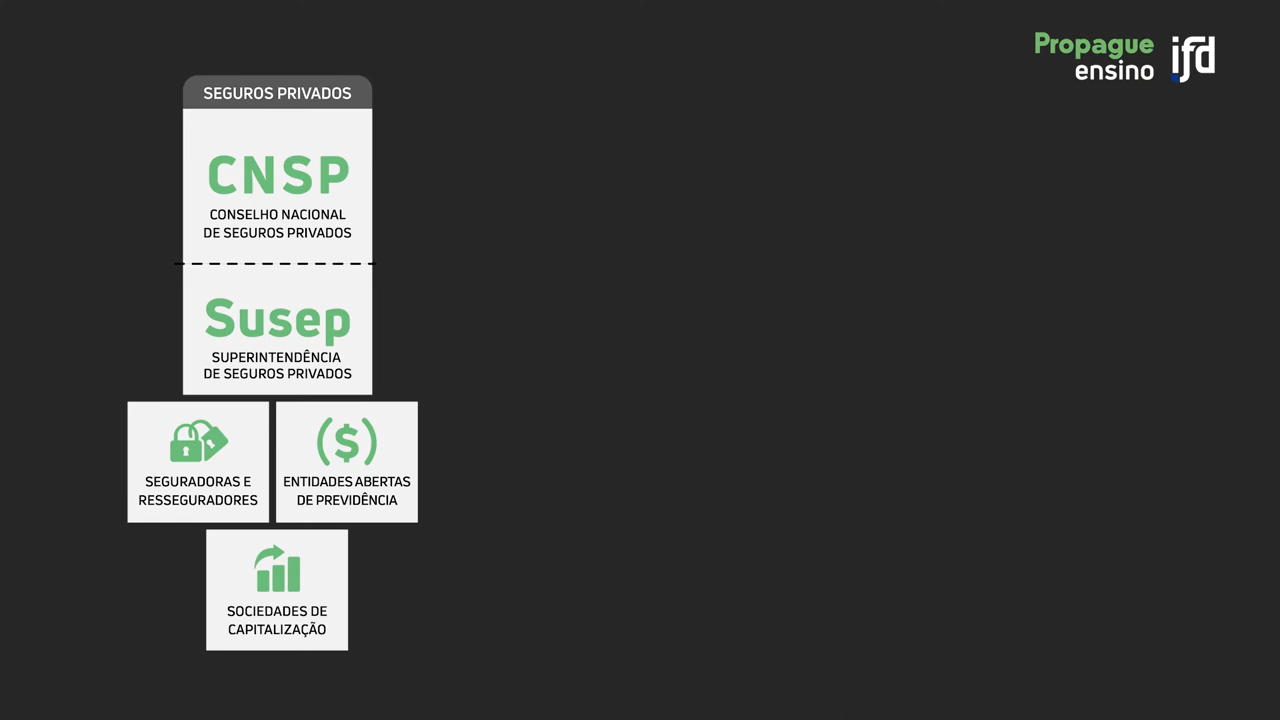 Propague
ensino
ifd
SEGUROS PRIVADOS
CNSP
CONSELHO NACIONAL
DE SEGUROS PRIVADOS
Susep
SUPERINTENDÊNCIA
DE SEGUROS PRIVADOS
SEGURADORAS E
RESSEGURADORES
($)
ENTIDADES ABERTAS
DE PREVIDÊNCIA
SOCIEDADES DE
CAPITALIZAÇÃO